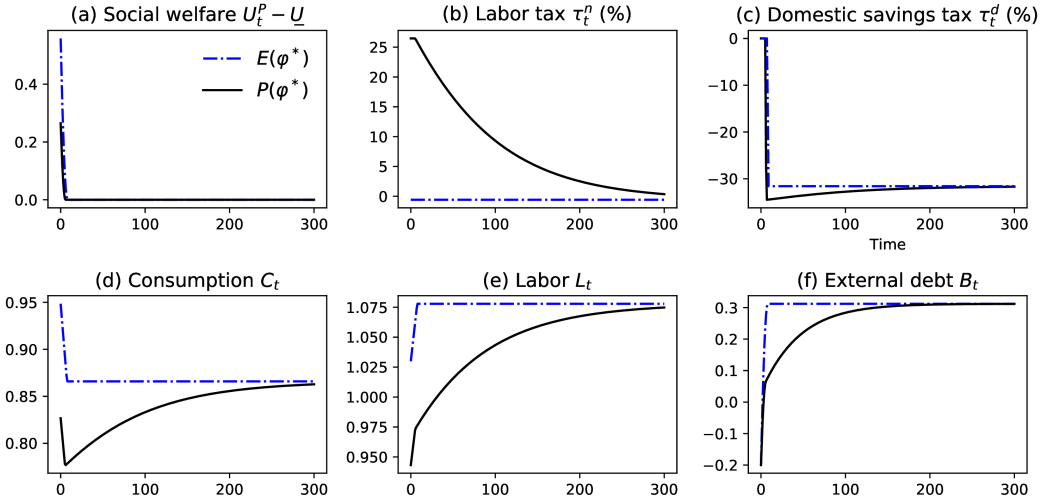 (a) Social welfare $U_t^P - \underline{U}$
0.4
0.2
0.0
0 100 200 300
E(φ*)
P(φ*)
(b) Labor tax $τ_t^n$ (%)
25
20
15
10
5
0
0 100 200 300
(c) Domestic savings tax $τ_t^d$ (%)
0
−10
−20
−30
0 100 200 300
Time
(d) Consumption $C_t$
0.95
0.90
0.85
0.80
0 100 200 300
(e) Labor $L_t$
1.075
1.050
1.025
1.000
0.975
0.950
0 100 200 300
(f) External debt $B_t$
0.3
0.2
0.1
0.0
−0.1
−0.2
0 100 200 300